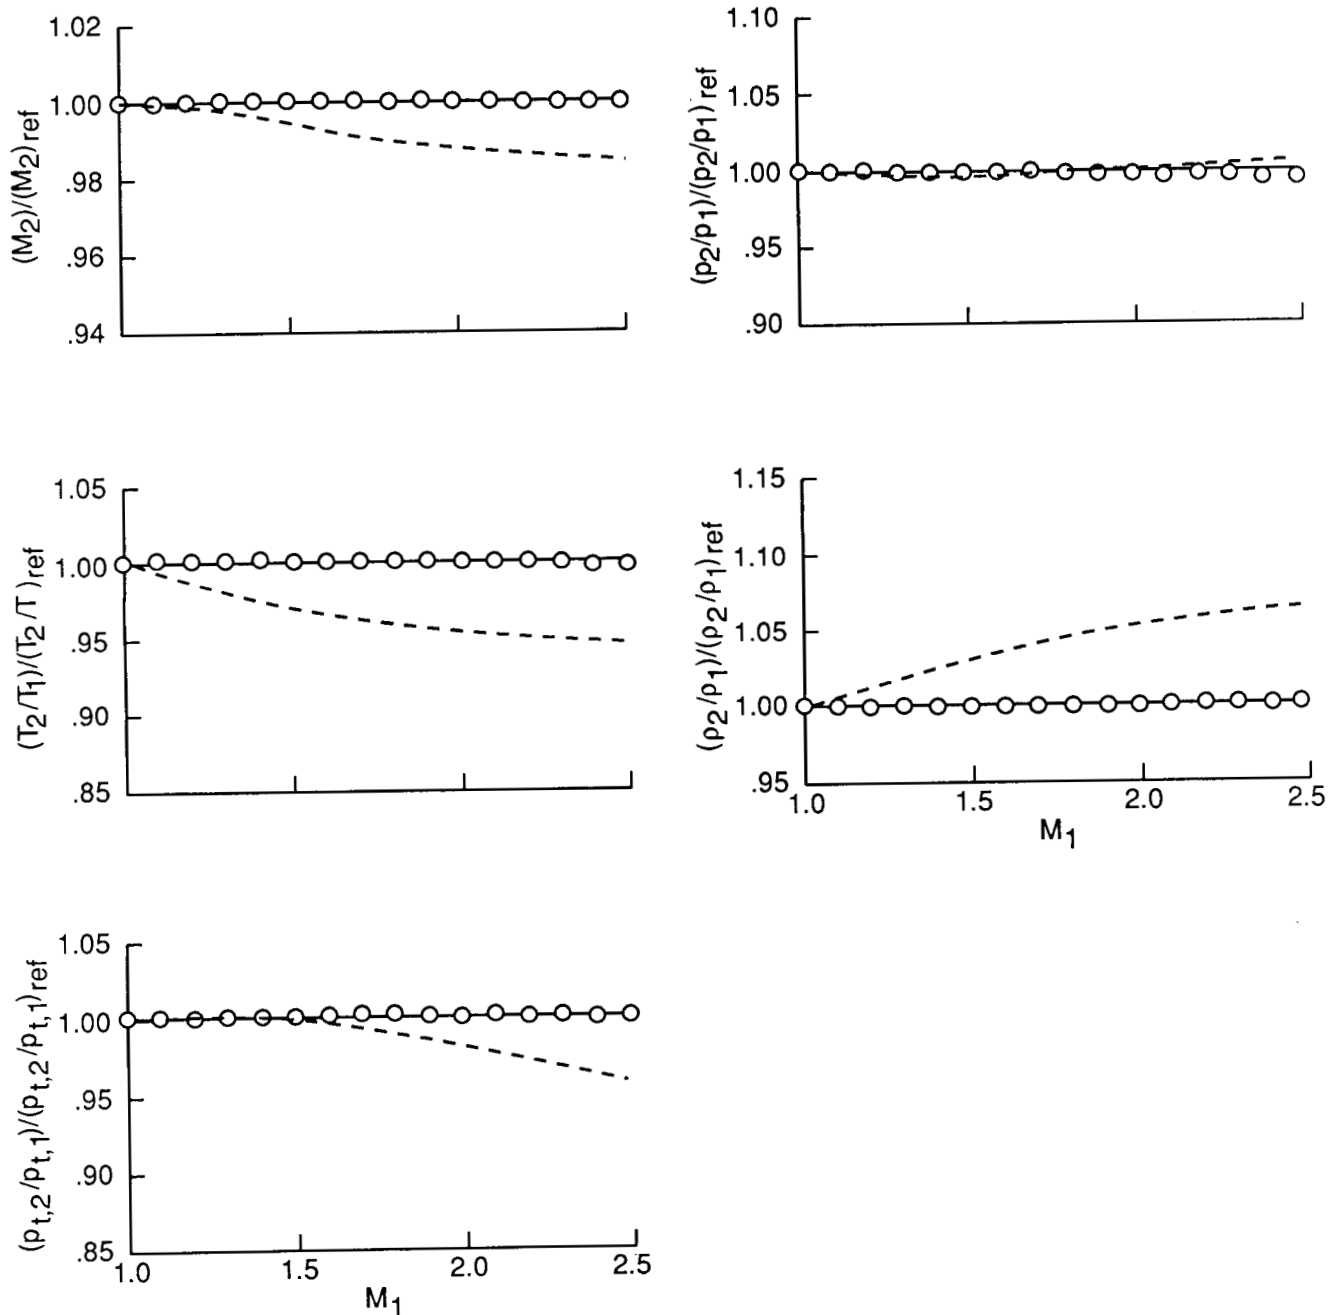 1.02
1.00
.98
.96
.94
(M2)/(M2)ref
1.10
1.05
1.00
.95
.90
(p2/p1)/(p2/p1)ref
1.05
1.00
.95
.90
.85
(T2/T1)/(T2/T)ref
1.15
1.10
1.05
1.00
.95
(ρ2/ρ1)/(ρ2/ρ1)ref
1.0 1.5 2.0 2.5
M1
1.05
1.00
.95
.90
.85
(pt,2/pt,1)/(pt,2/pt,1)ref
1.0 1.5 2.0 2.5
M1